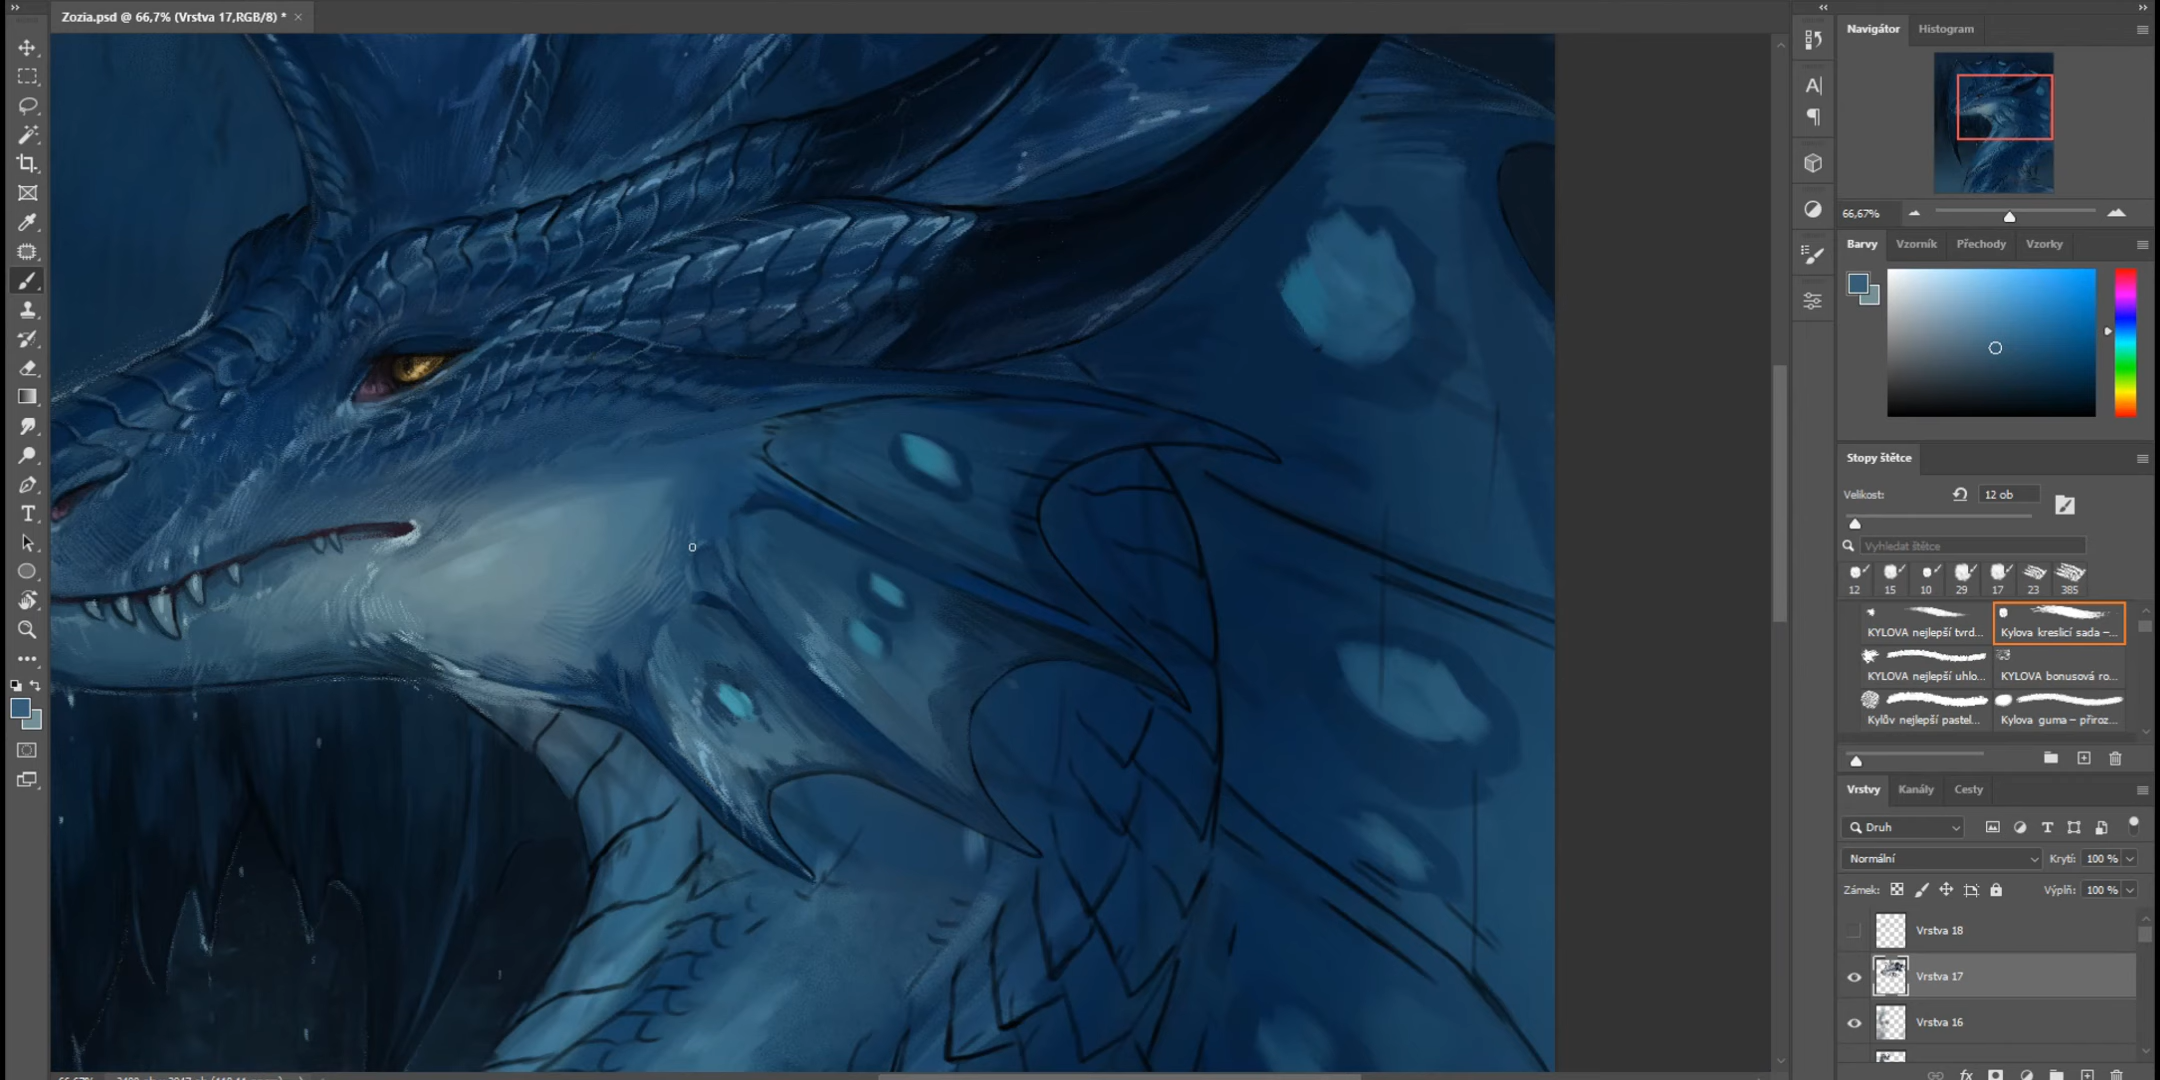 Zozia.psd @ 66,7% (Vrstva 17,RGB/8) * ×
Navigátor Histogram
66,67%
Barvy Vzorník Přechody Vzorky
Stopy štětce
Velikost: 12 ob
Vyhledat štětce
12 15 10 29 17 23 385
KYLOVA nejlepší tvrd... Kylova kreslicí sada –...
KYLOVA nejlepší uhlo... KYLOVA bonusová ro...
Kylův nejlepší pastel... Kylova guma – přiroz...
Vrstvy Kanály Cesty
Druh
Normální Krytí: 100 %
Zámek: Výplň: 100 %
Vrstva 18
Vrstva 17
Vrstva 16